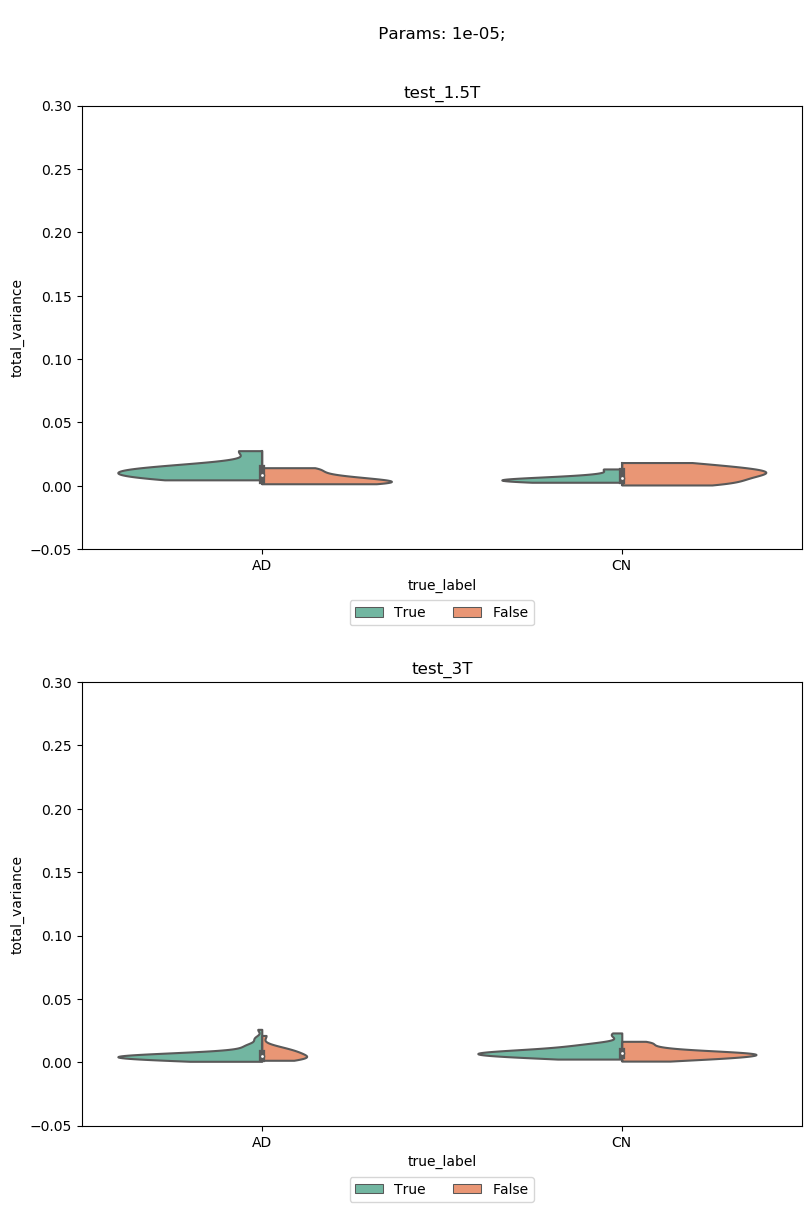 Params: 1e-05;
test_1.5T
0.30
0.25
0.20
0.15
0.10
0.05
0.00
−0.05
total_variance
AD CN
true_label
True False
test_3T
0.30
0.25
0.20
0.15
0.10
0.05
0.00
−0.05
total_variance
AD CN
true_label
True False